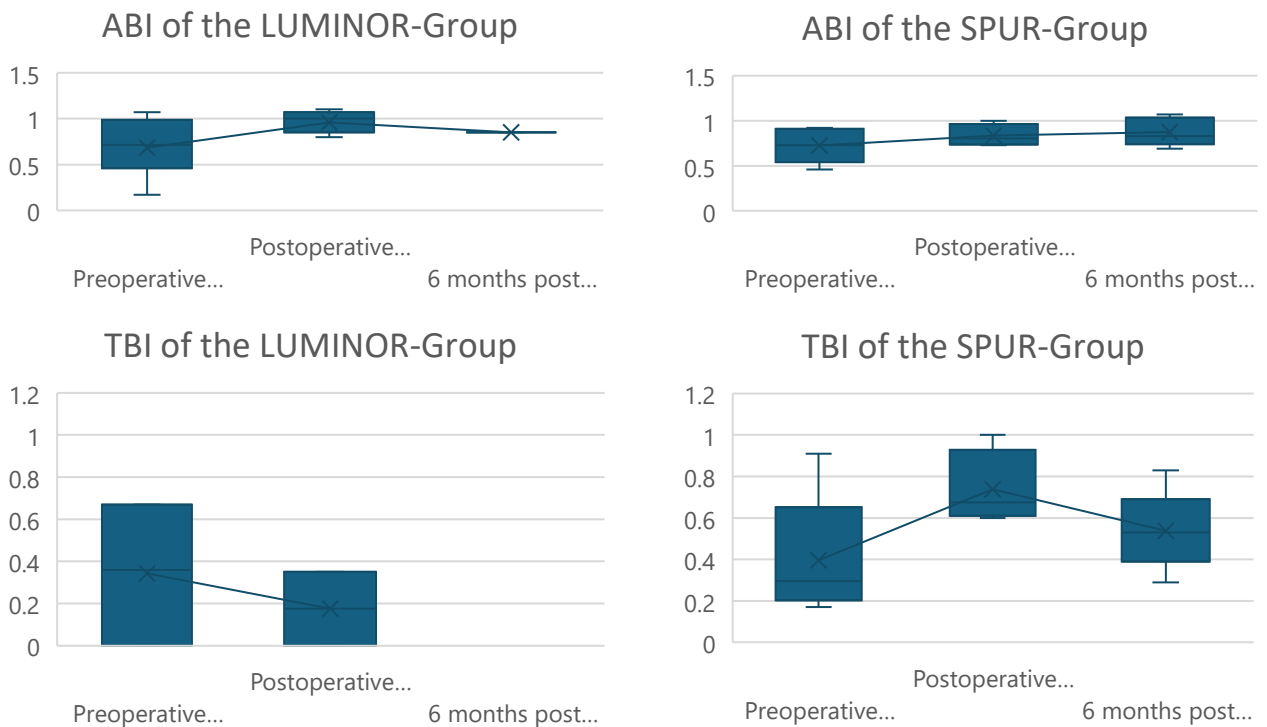 ABI of the LUMINOR-Group
1.5
1
0.5
0
Postoperative...
Preoperative...
6 months post...
ABI of the SPUR-Group
1.5
1
0.5
0
Postoperative...
Preoperative...
6 months post...
TBI of the LUMINOR-Group
1.2
1
0.8
0.6
0.4
0.2
0
Postoperative...
Preoperative...
6 months post...
TBI of the SPUR-Group
1.2
1
0.8
0.6
0.4
0.2
0
Postoperative...
Preoperative...
6 months post...